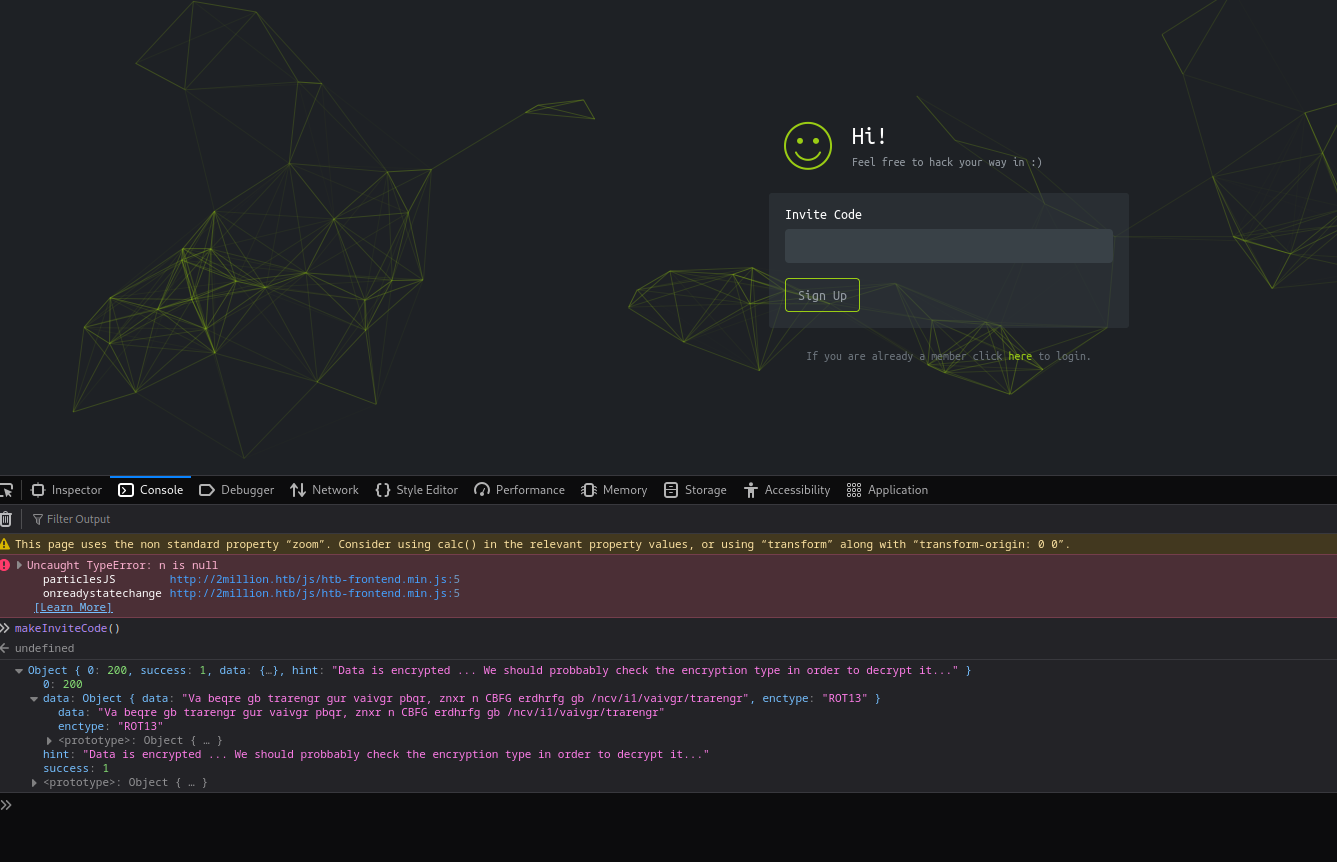 Hi!
Feel free to hack your way in :)
Invite Code
Sign Up
If you are already a member click here to login.
Inspector Console Debugger Network Style Editor Performance Memory Storage Accessibility Application
Filter Output
This page uses the non standard property “zoom”. Consider using calc() in the relevant property values, or using “transform” along with “transform-origin: 0 0”.
Uncaught TypeError: n is null
particlesJS http://2million.htb/js/htb-frontend.min.js:5
onreadystatechange http://2million.htb/js/htb-frontend.min.js:5
[Learn More]
makeInviteCode()
undefined
Object { 0: 200, success: 1, data: {…}, hint: "Data is encrypted ... We should probbably check the encryption type in order to decrypt it..." }
0: 200
data: Object { data: "Va beqre gb trarengr gur vaivgr pbqr, znxr n CBFG erdhrfg gb /ncv/i1/vaivgr/trarengr", enctype: "ROT13" }
data: "Va beqre gb trarengr gur vaivgr pbqr, znxr n CBFG erdhrfg gb /ncv/i1/vaivgr/trarengr"
enctype: "ROT13"
<prototype>: Object { … }
hint: "Data is encrypted ... We should probbably check the encryption type in order to decrypt it..."
success: 1
<prototype>: Object { … }